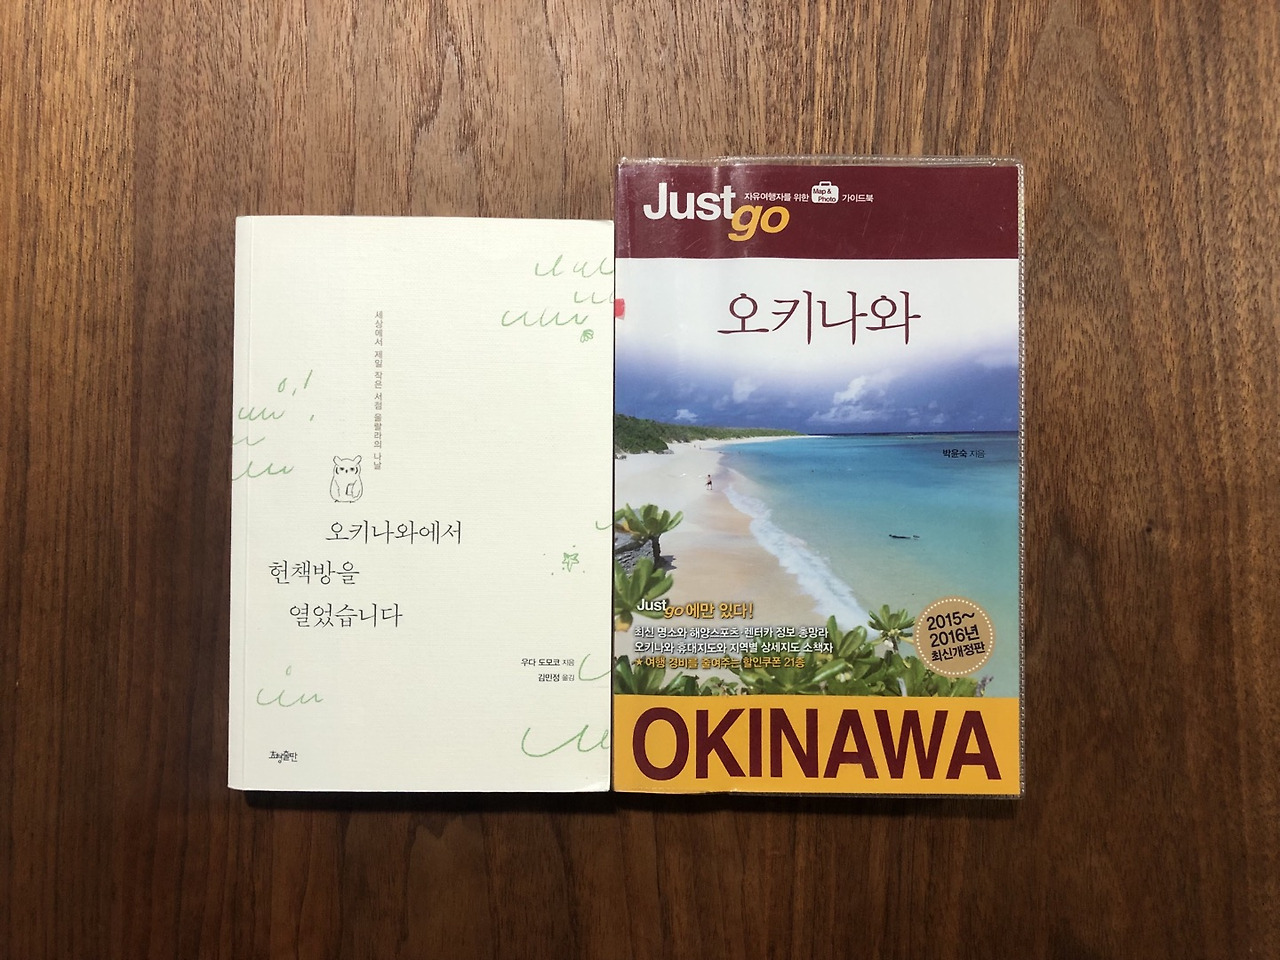 세상에서 제일 작은 서점 울랄라의 나날
오키나와에서
헌책방을
열었습니다
우다 도모코 지음
김민정 옮김
효형출판
Just go
자유여행자를 위한 Map & Photo 가이드북
오키나와
박윤숙 지음
Just go에만 있다!
최신 명소와 해양스포츠·렌터카 정보 총망라
오키나와 휴대지도와 지역별 상세지도 소책자
★여행 경비를 줄여주는 할인쿠폰 21종
2015~
2016년
최신개정판
OKINAWA